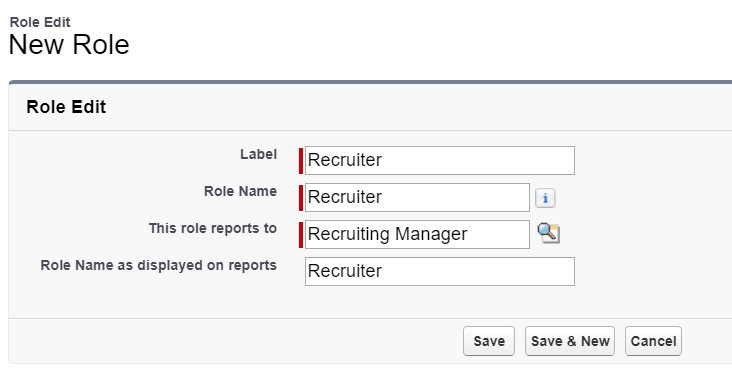 Role Edit
New Role
Role Edit
Label Recruiter
Role Name Recruiter i
This role reports to Recruiting Manager
Role Name as displayed on reports Recruiter
Save Save & New Cancel